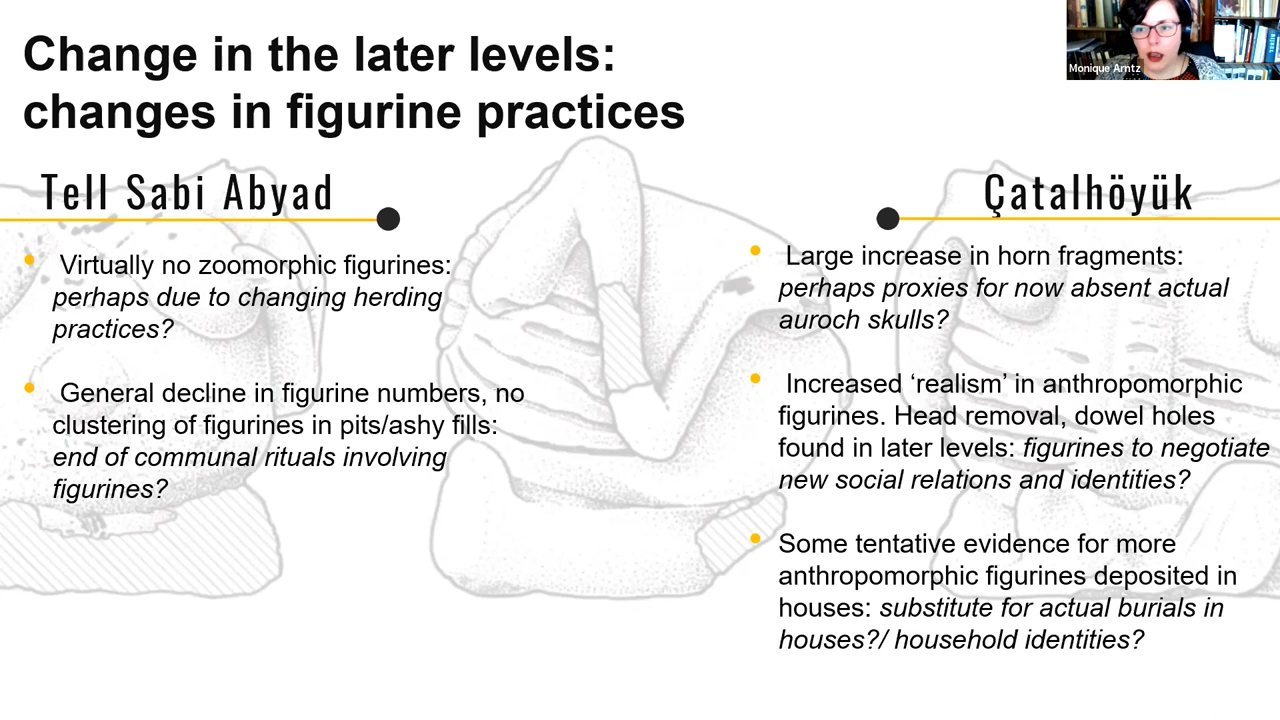 Change in the later levels:
changes in figurine practices
Monique Arntz
Tell Sabi Abyad
Virtually no zoomorphic figurines:
perhaps due to changing herding
practices?
General decline in figurine numbers, no
clustering of figurines in pits/ashy fills:
end of communal rituals involving
figurines?
Çatalhöyük
Large increase in horn fragments:
perhaps proxies for now absent actual
auroch skulls?
Increased ‘realism’ in anthropomorphic
figurines. Head removal, dowel holes
found in later levels: figurines to negotiate
new social relations and identities?
Some tentative evidence for more
anthropomorphic figurines deposited in
houses: substitute for actual burials in
houses?/ household identities?